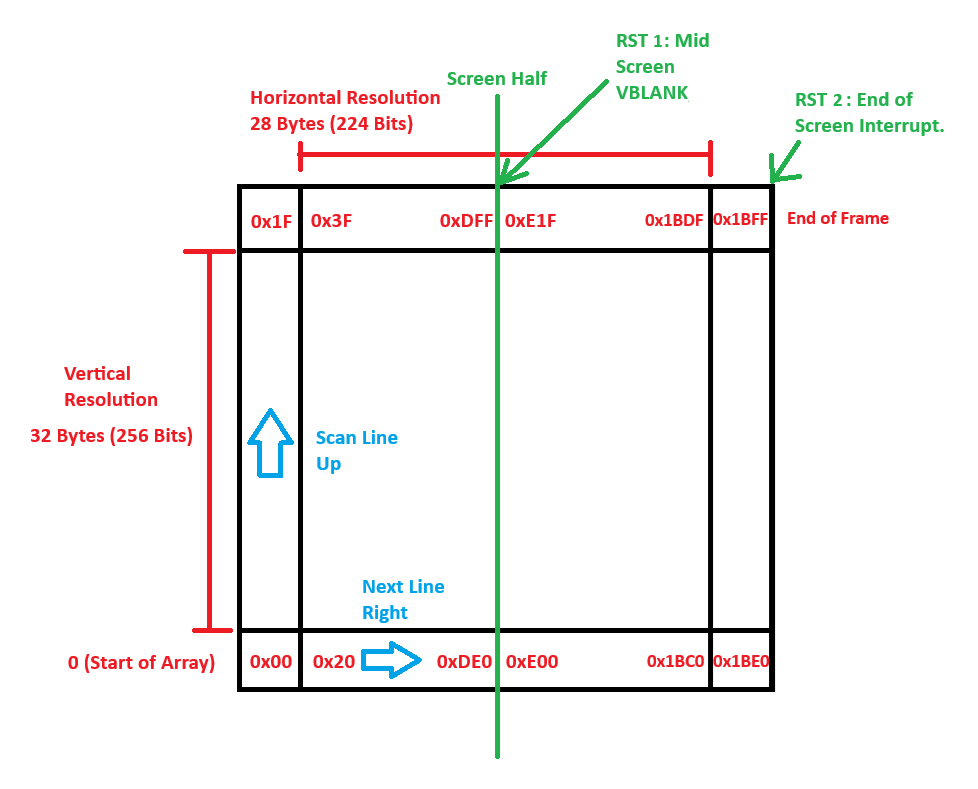 RST 1: Mid
Screen
VBLANK
Screen Half
Horizontal Resolution
28 Bytes (224 Bits)
RST 2 : End of
Screen Interrupt.
0x1F
0x3F
0xDFF
0xE1F
0x1BDF
0x1BFF
End of Frame
Vertical
Resolution
32 Bytes (256 Bits)
Scan Line
Up
Next Line
Right
0 (Start of Array)
0x00
0x20
0xDE0
0xE00
0x1BC0
0x1BE0